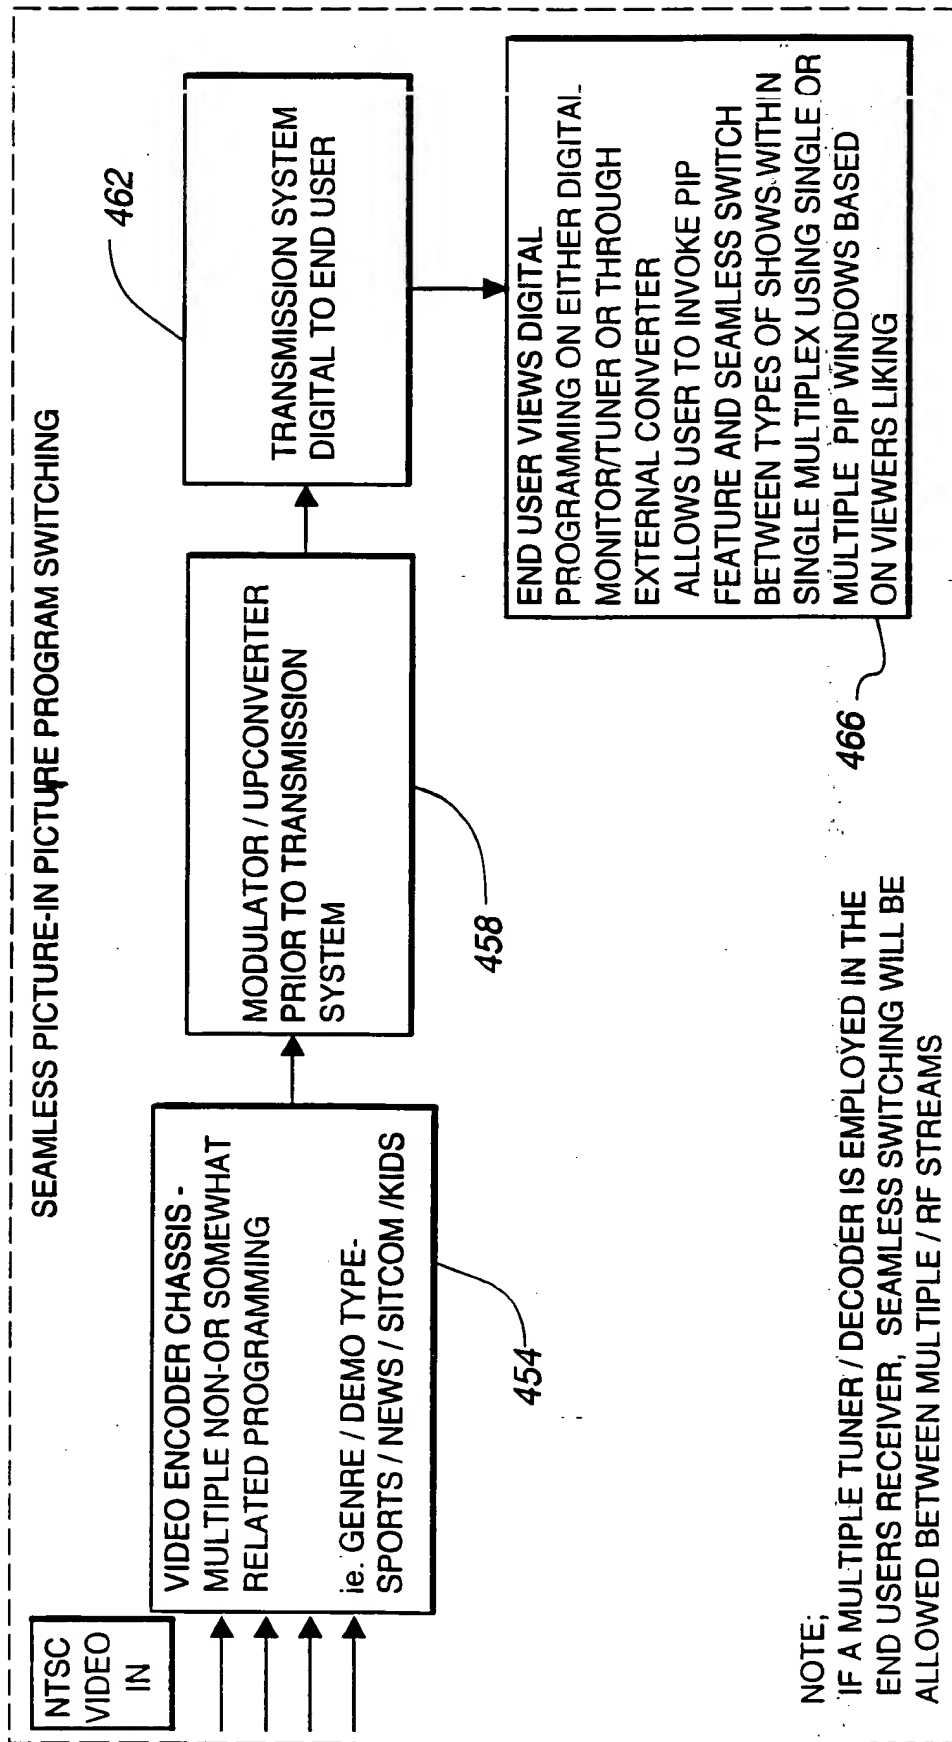 SEAMLESS PICTURE-IN PICTURE PROGRAM SWITCHING
NTSC
VIDEO
IN
VIDEO ENCODER CHASSIS -
MULTIPLE NON-OR SOMEWHAT
RELATED PROGRAMMING
ie. GENRE / DEMO TYPE-
SPORTS / NEWS / SITCOM /KIDS
454
MODULATOR / UPCONVERTER
PRIOR TO TRANSMISSION
SYSTEM
458
TRANSMISSION SYSTEM
DIGITAL TO END USER
462
END USER VIEWS DIGITAL
PROGRAMMING ON EITHER DIGITAL
MONITOR/TUNER OR THROUGH
EXTERNAL CONVERTER
ALLOWS USER TO INVOKE PIP
FEATURE AND SEAMLESS SWITCH
BETWEEN TYPES OF SHOWS WITHIN
SINGLE MULTIPLEX USING SINGLE OR
MULTIPLE PIP WINDOWS BASED
ON VIEWERS LIKING
466
NOTE;
IF A MULTIPLE TUNER / DECODER IS EMPLOYED IN THE
END USERS RECEIVER, SEAMLESS SWITCHING WILL BE
ALLOWED BETWEEN MULTIPLE / RF STREAMS